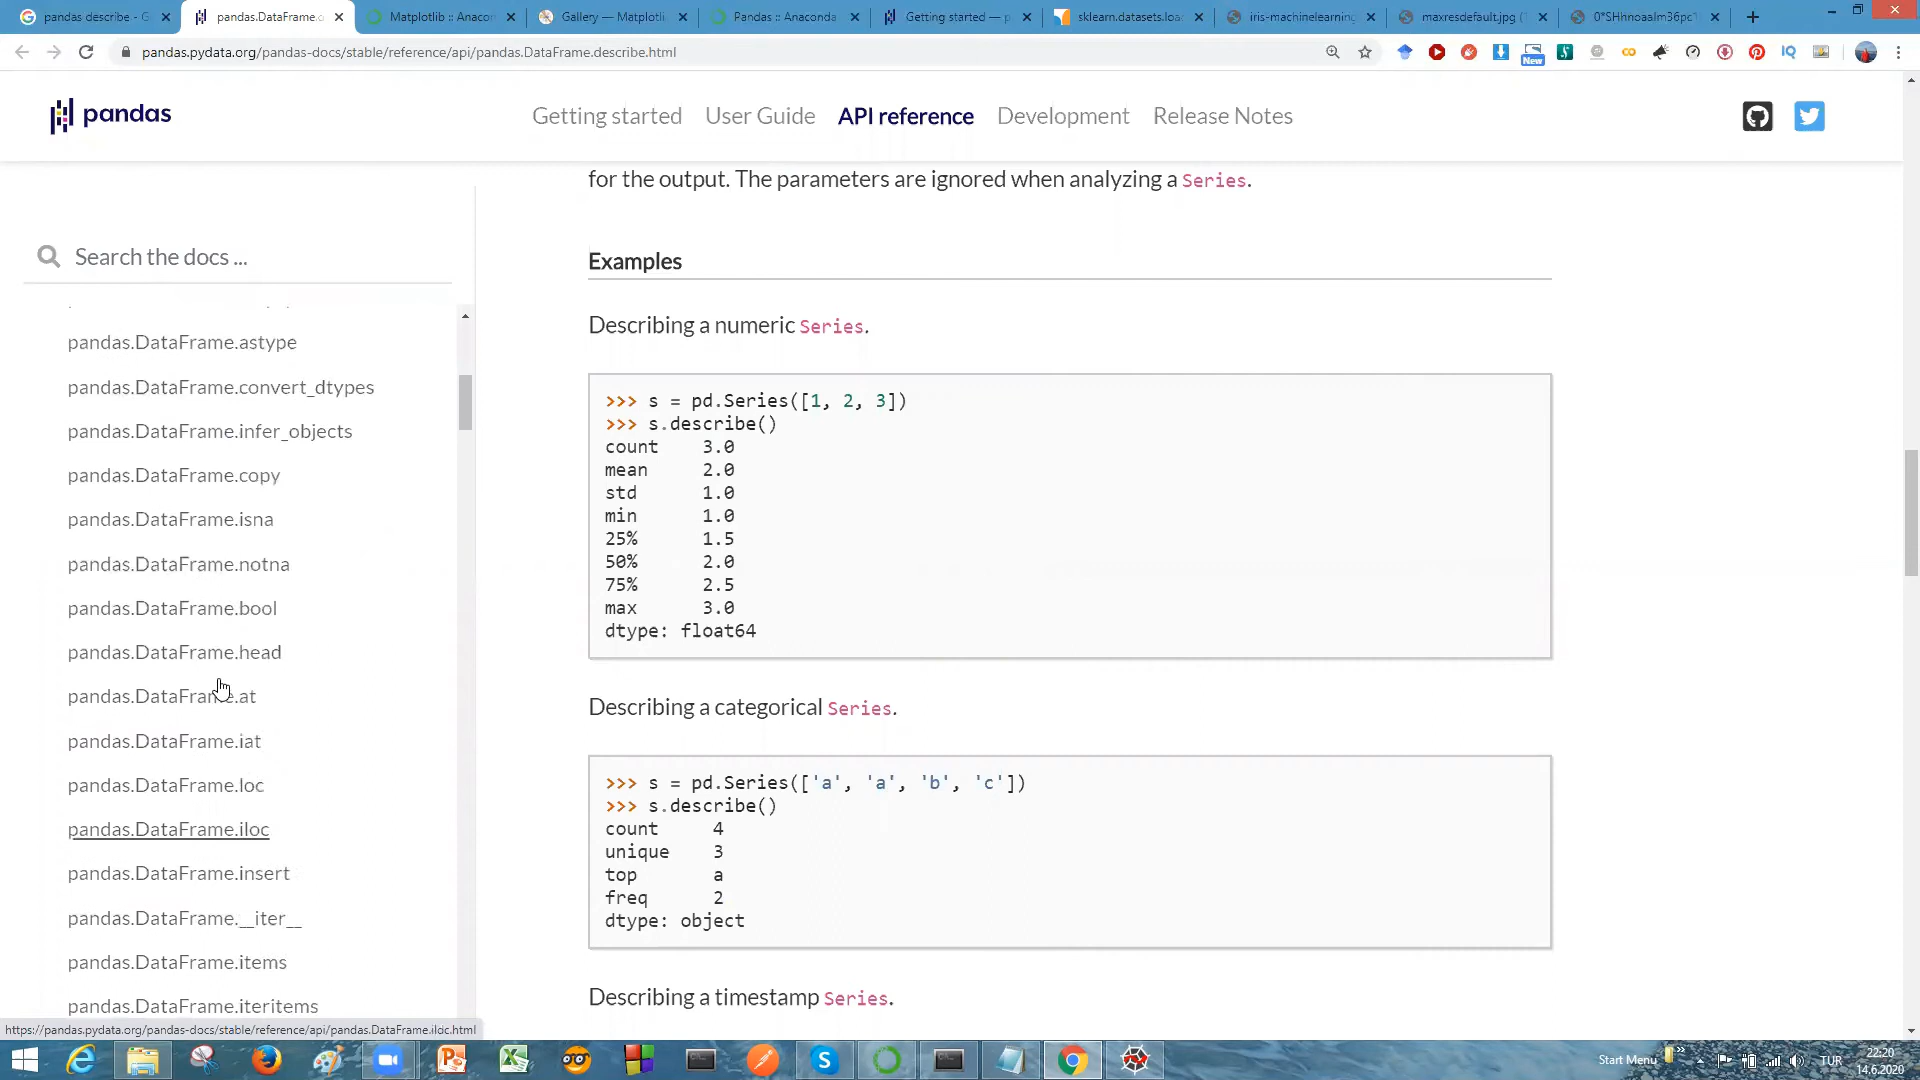 pandas describe - G
pandas.DataFrame.d
Matplotlib :: Anacon
Gallery — Matplotli
Pandas :: Anaconda
Getting started — p
sklearn.datasets.loa
iris-machinelearning
maxresdefault.jpg (1
pandas.pydata.org/pandas-docs/stable/reference/api/pandas.DataFrame.describe.html
New
IQ
pandas
Getting started
User Guide
API reference
Development
Release Notes
for the output. The parameters are ignored when analyzing a Series.
Search the docs ...
pandas.DataFrame.astype
pandas.DataFrame.convert_dtypes
pandas.DataFrame.infer_objects
pandas.DataFrame.copy
pandas.DataFrame.isna
pandas.DataFrame.notna
pandas.DataFrame.bool
pandas.DataFrame.head
pandas.DataFrame.at
pandas.DataFrame.iat
pandas.DataFrame.loc
pandas.DataFrame.iloc
pandas.DataFrame.insert
pandas.DataFrame.__iter__
pandas.DataFrame.items
pandas.DataFrame.iteritems
Examples
Describing a numeric Series.
>>> s = pd.Series([1, 2, 3])
>>> s.describe()
count    3.0
mean     2.0
std      1.0
min      1.0
25%      1.5
50%      2.0
75%      2.5
max      3.0
dtype: float64
Describing a categorical Series.
>>> s = pd.Series(['a', 'a', 'b', 'c'])
>>> s.describe()
count     4
unique    3
top       a
freq      2
dtype: object
Describing a timestamp Series.
https://pandas.pydata.org/pandas-docs/stable/reference/api/pandas.DataFrame.iloc.html
Start Menu
TUR
22:20
14.6.2020